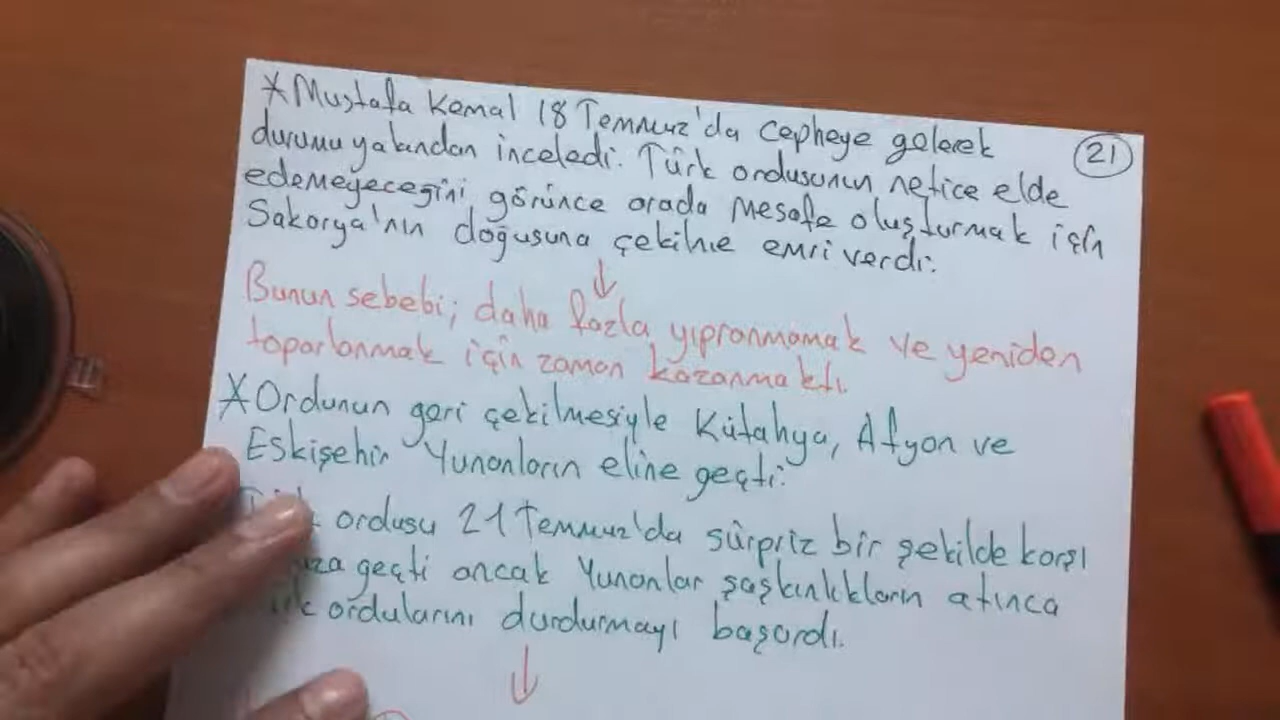 *Mustafa Kemal 18 Temmuz'da cepheye gelerek
21
durumu yakından inceledi. Türk ordusunun netice elde
edemeyeceğini görünce arada mesafe oluşturmak için
Sakarya'nın doğusuna çekilme emri verdi.
↓
Bunun sebebi; daha fazla yıpranmamak ve yeniden
toparlanmak için zaman kazanmaktı.
*Ordunun geri çekilmesiyle Kütahya, Afyon ve
Eskişehir Yunanların eline geçti.
ordusu 21 Temmuz'da sürpriz bir şekilde karşı
geçti ancak Yunanlar şaşkınlıkların atınca
ordularını durdurmayı başardı.
↓